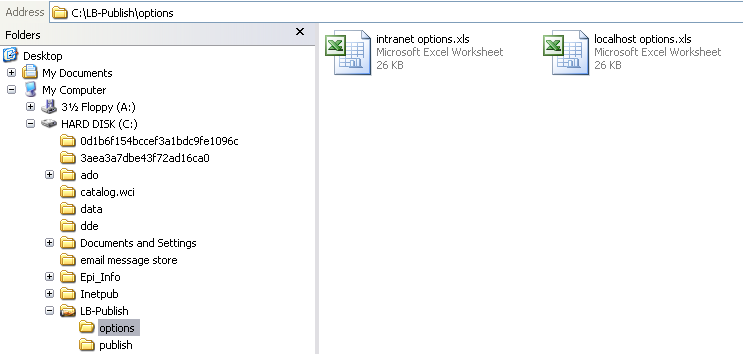 Address C:\LB-Publish\options
Folders
Desktop
My Documents
My Computer
3½ Floppy (A:)
HARD DISK (C:)
0d1b6f154bccef3a1bdc9fe1096c
3aea3a7dbe43f72ad16ca0
ado
catalog.wci
data
dde
Documents and Settings
email message store
Epi_Info
Inetpub
LB-Publish
options
publish
intranet options.xls
Microsoft Excel Worksheet
26 KB
localhost options.xls
Microsoft Excel Worksheet
26 KB